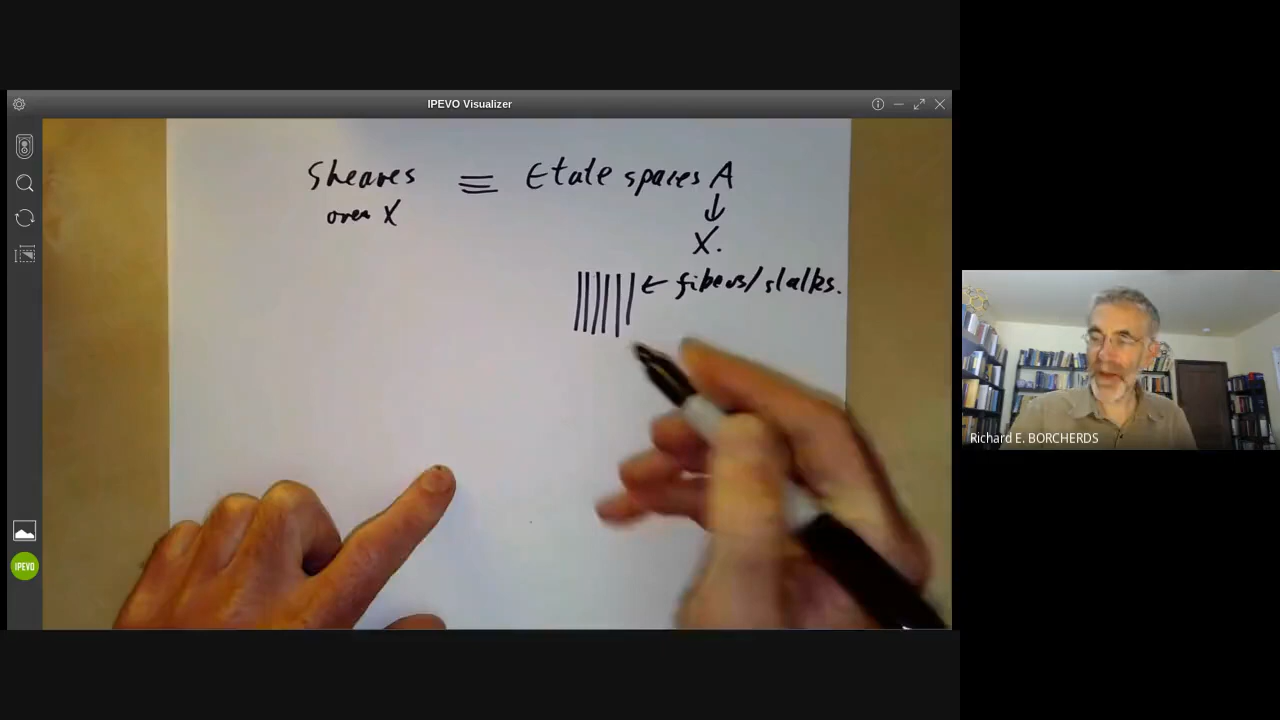 IPEVO Visualizer
Sheaves ≡ Etale spaces A
over X ↓
X.
← fibers/stalks.
IPEVO
Richard E. BORCHERDS